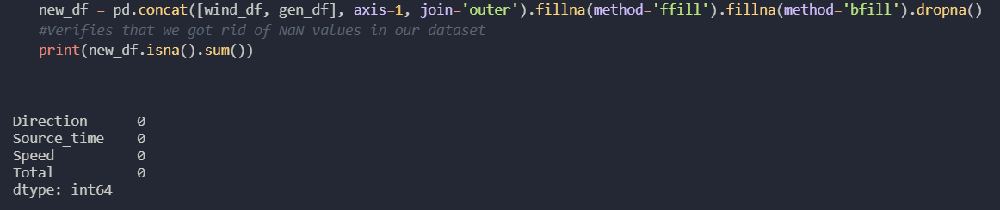 new_df = pd.concat([wind_df, gen_df], axis=1, join='outer').fillna(method='ffill').fillna(method='bfill').dropna()
#Verifies that we got rid of NaN values in our dataset
print(new_df.isna().sum())
Direction      0
Source_time    0
Speed          0
Total          0
dtype: int64